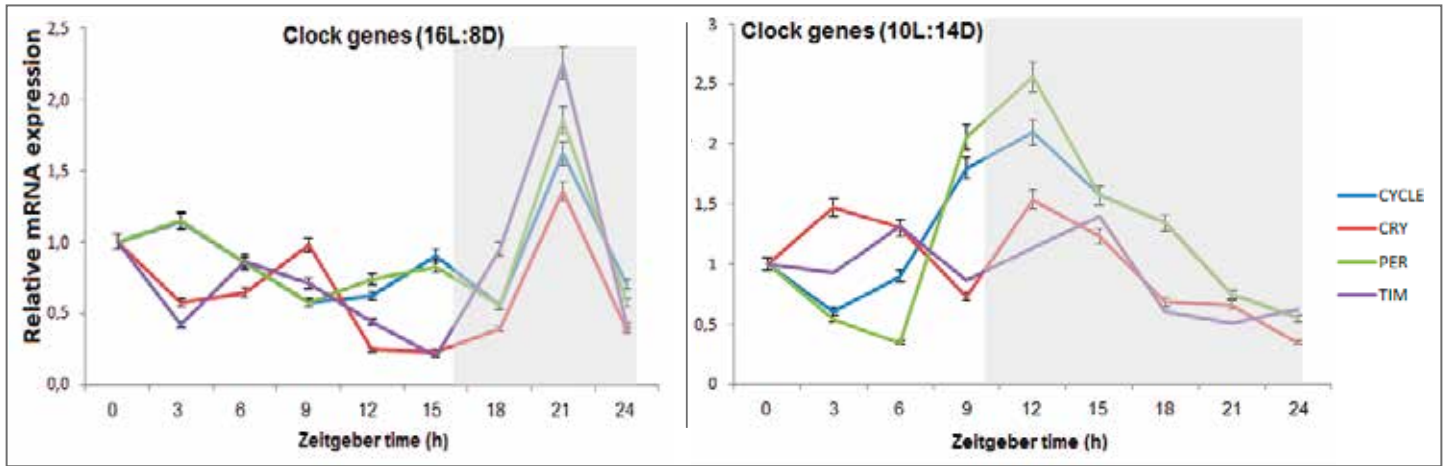 Clock genes (16L:8D)
Relative mRNA expression
2,5
2,0
1,5
1,0
0,5
0,0
0 3 6 9 12 15 18 21 24
Zeitgeber time (h)
Clock genes (10L:14D)
3
2,5
2
1,5
1
0,5
0
0 3 6 9 12 15 18 21 24
Zeitgeber time (h)
CYCLE
CRY
PER
TIM